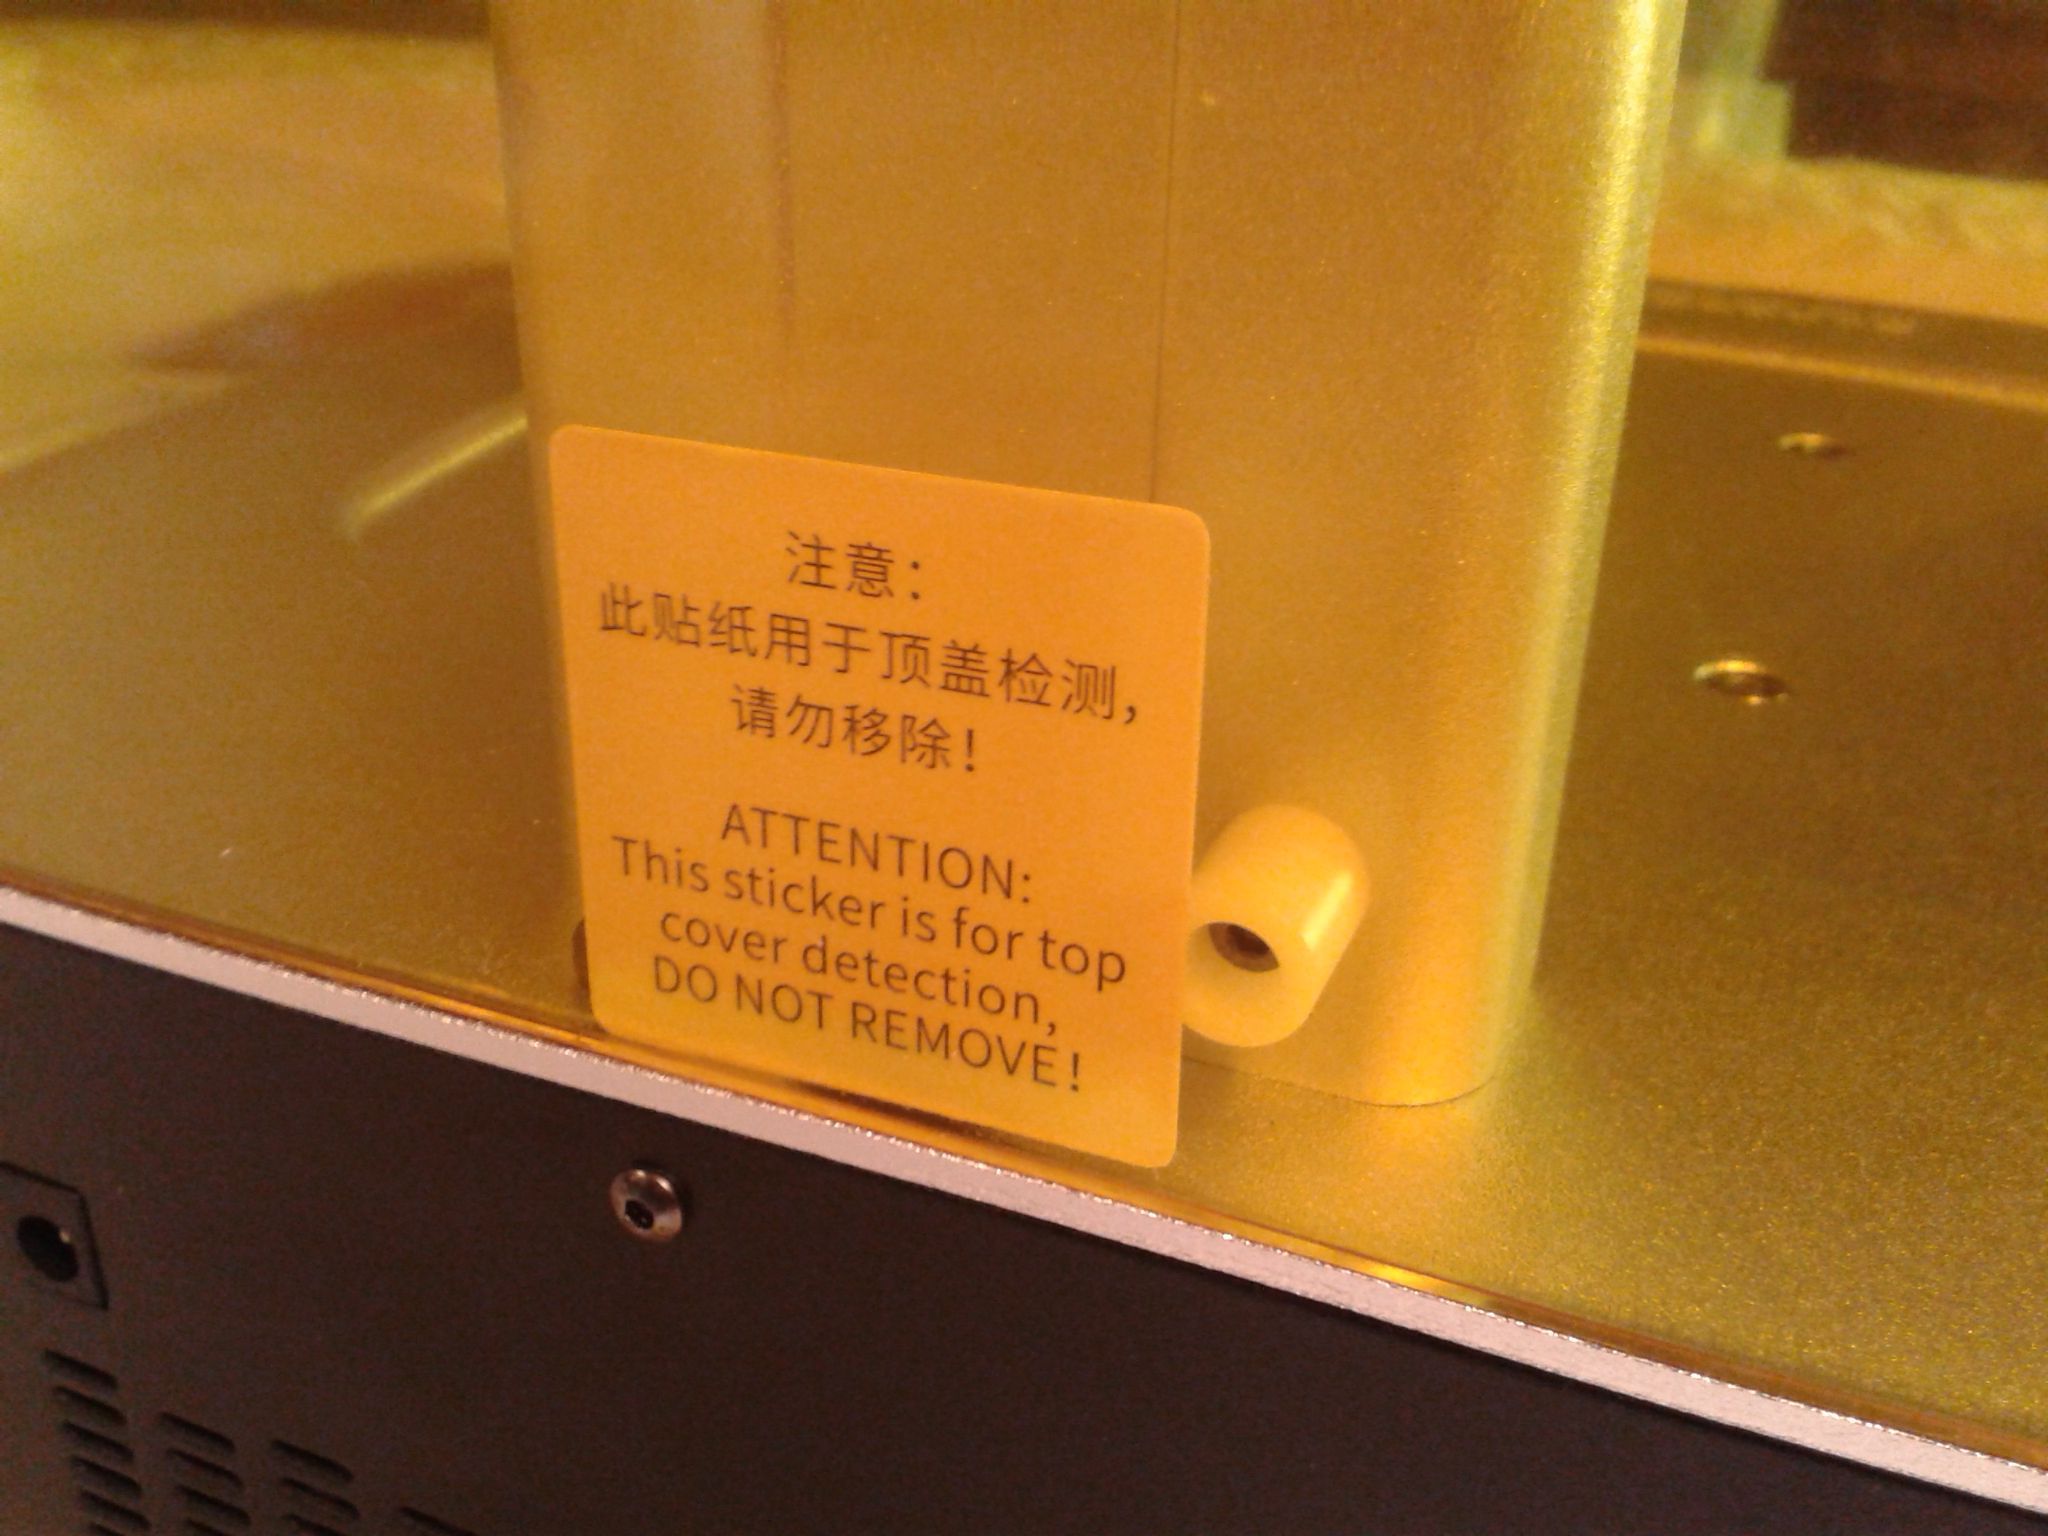 注意：
此贴纸用于顶盖检测，
请勿移除！
ATTENTION:
This sticker is for top
cover detection,
DO NOT REMOVE!